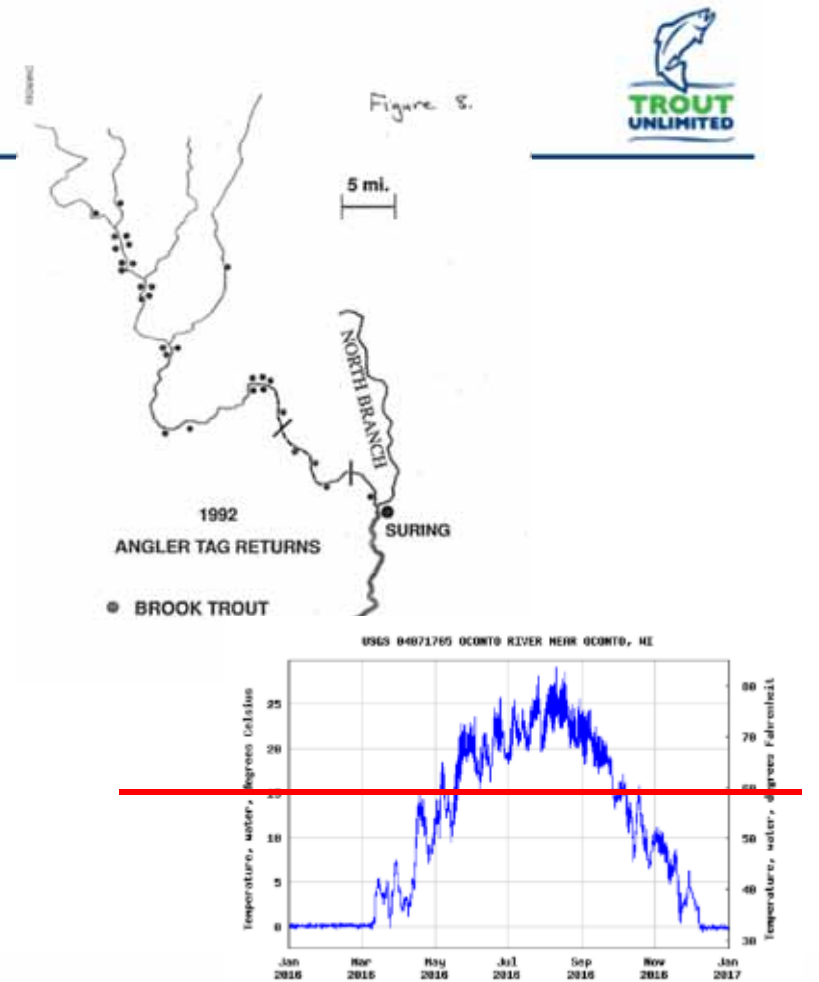 Figure 8.
TROUT
UNLIMITED
5 mi.
NORTH BRANCH
1992
ANGLER TAG RETURNS
SURING
BROOK TROUT
USGS 04071765 OCONTO RIVER NEAR OCONTO, WI
Temperature, water, degrees Celsius
25
20
15
10
5
0
80
70
60
50
40
30
Temperature, water, degrees Fahrenheit
Jan Mar May Jul Sep Nov Jan
2016 2016 2016 2016 2016 2016 2017